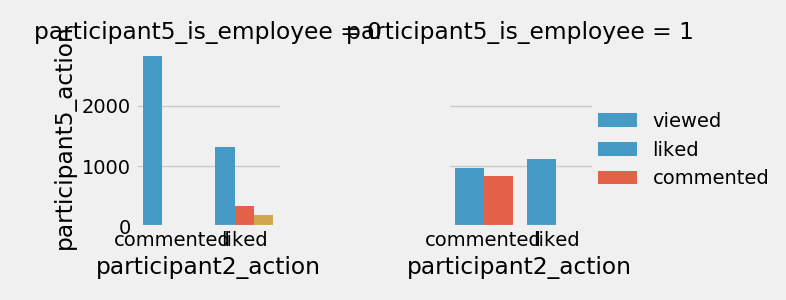 participant5_is_employee = 0
participant5_is_employee = 1
participant5_action
2000
1000
0
commented
liked
commented
liked
participant2_action
participant2_action
viewed
liked
commented